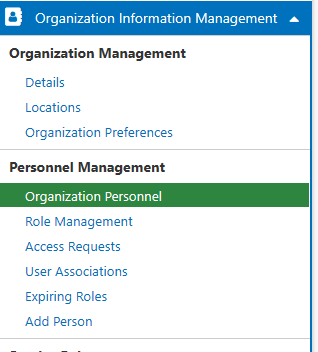 Organization Information Management
Organization Management
Details
Locations
Organization Preferences
Personnel Management
Organization Personnel
Role Management
Access Requests
User Associations
Expiring Roles
Add Person